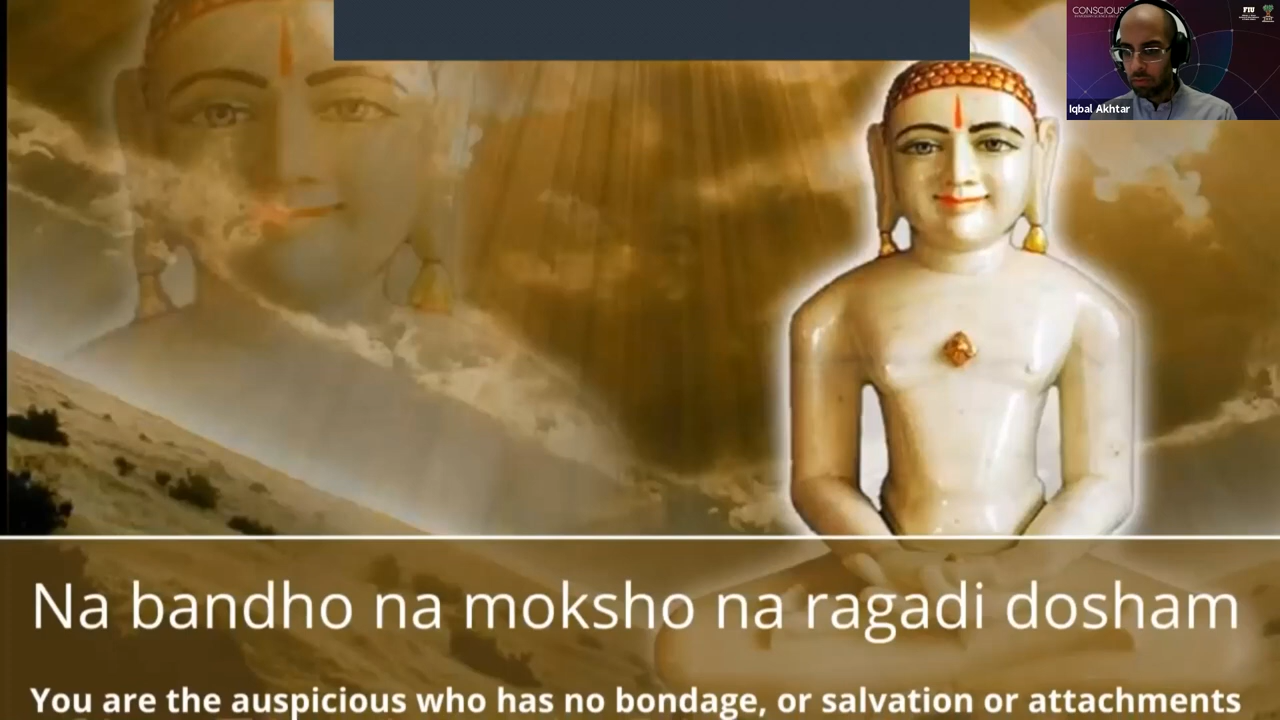 CONSCIOUS
FIU
Iqbal Akhtar
Na bandho na moksho na ragadi dosham
You are the auspicious who has no bondage, or salvation or attachments